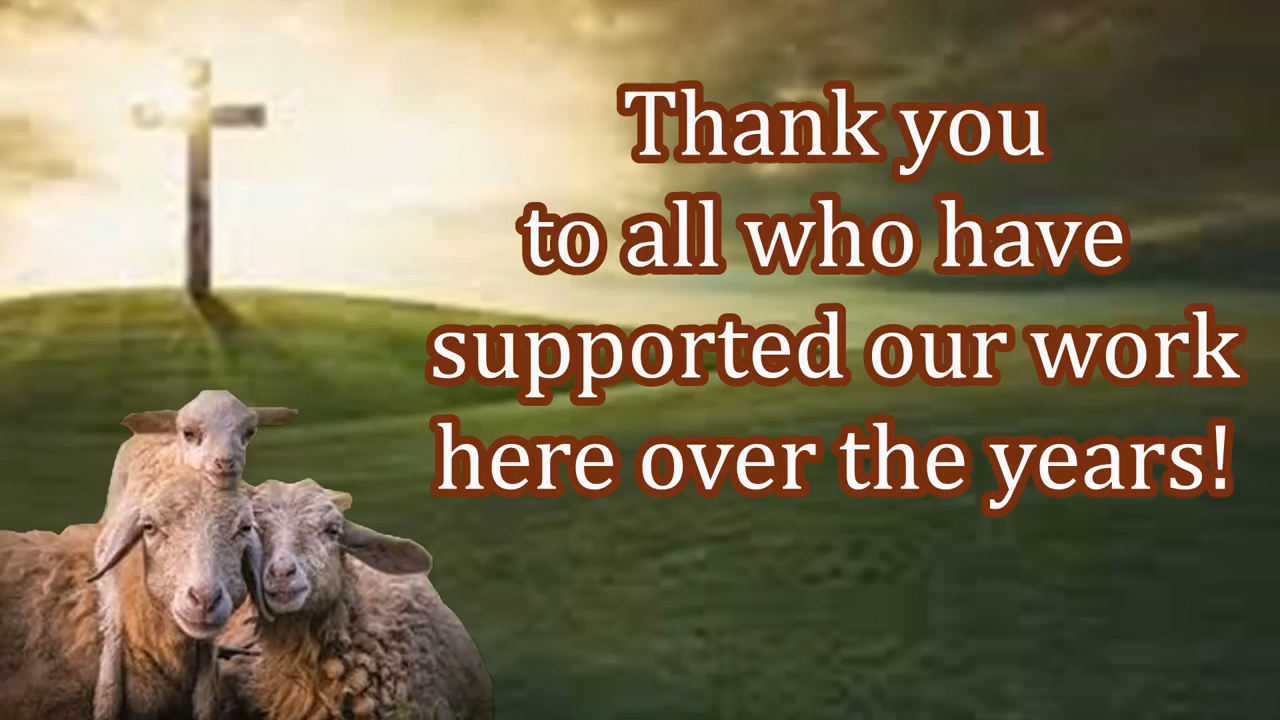 Thank you
to all who have
supported our work
here over the years!